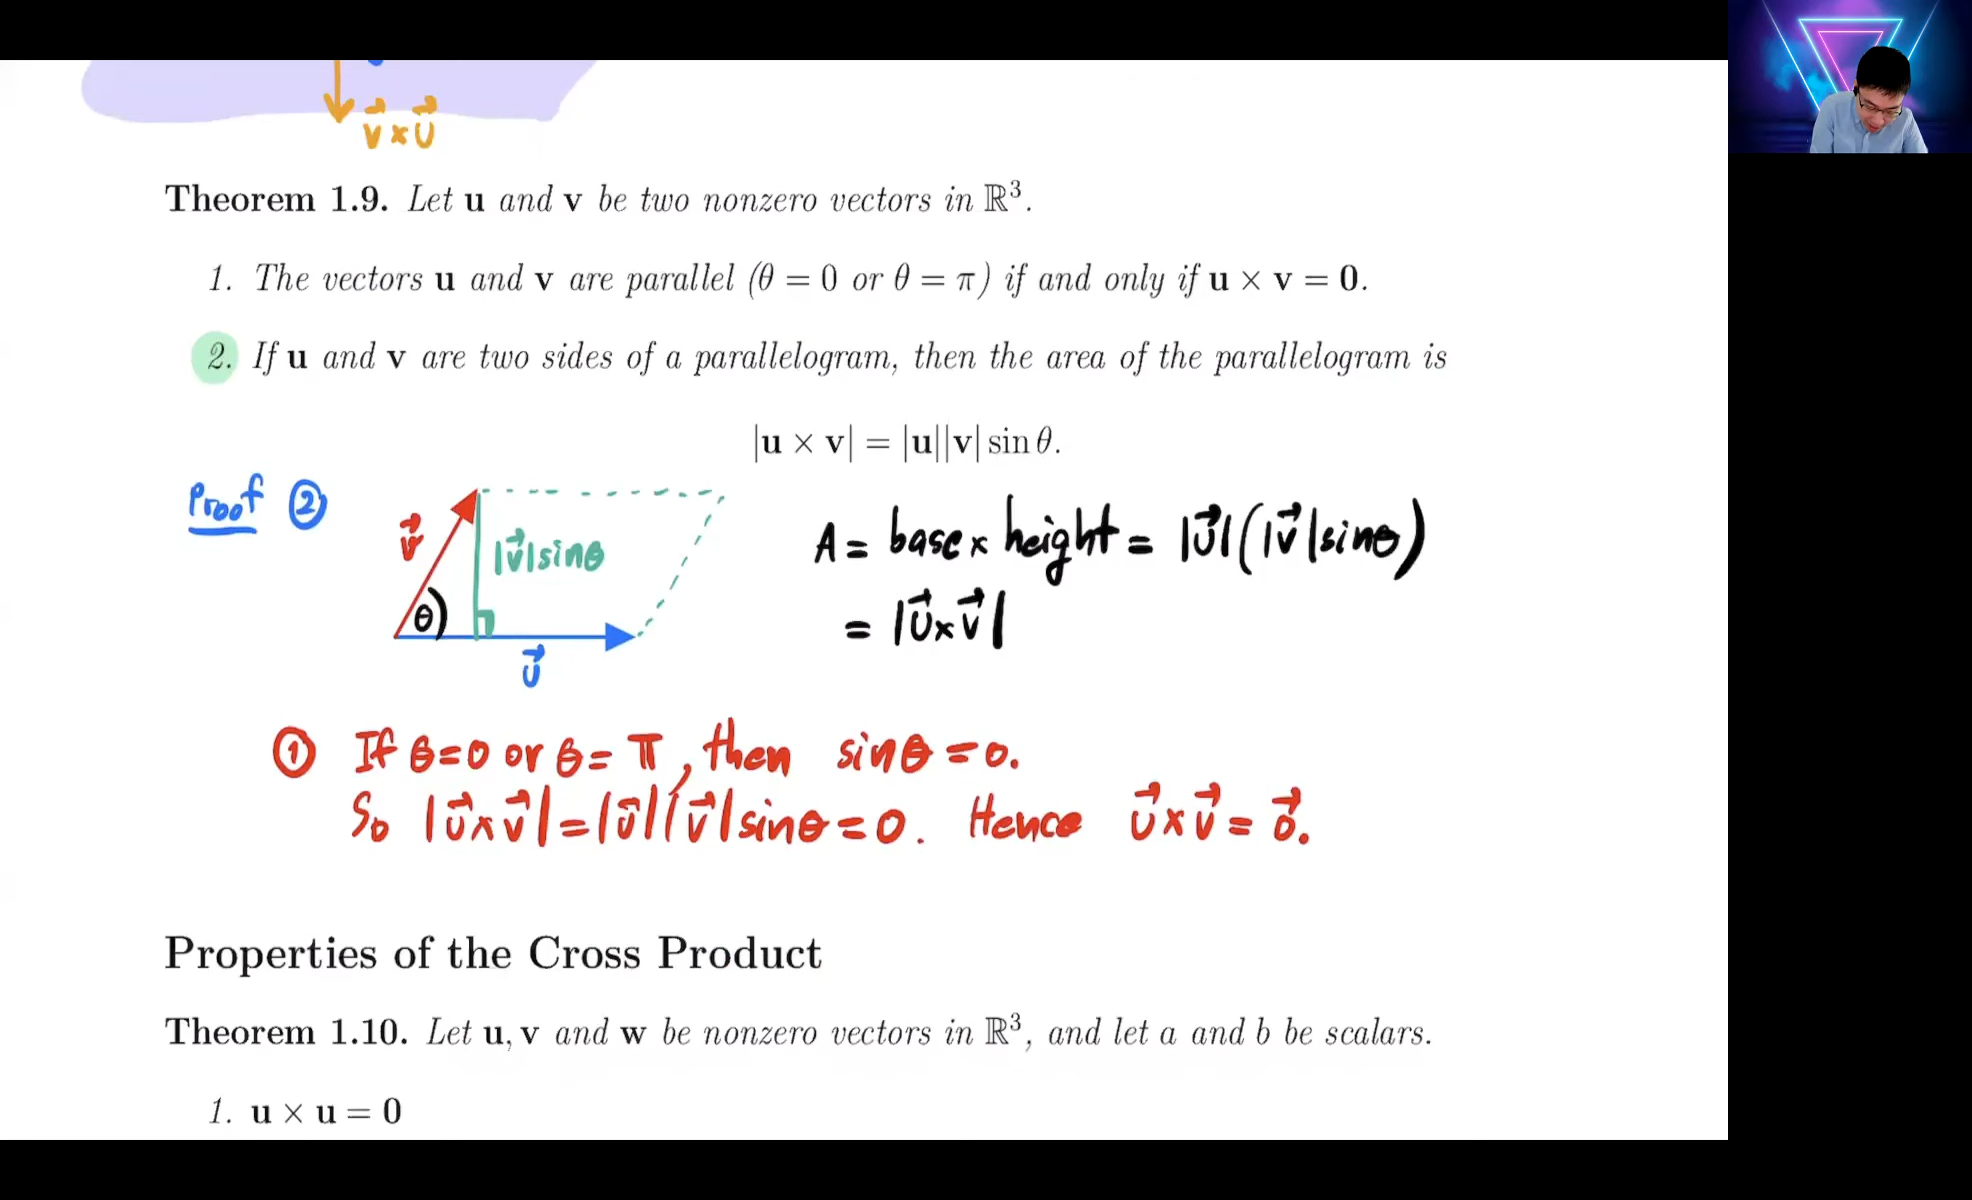 v⃗ × u⃗
Theorem 1.9. Let u and v be two nonzero vectors in ℝ³.
1. The vectors u and v are parallel (θ = 0 or θ = π) if and only if u × v = 0.
2. If u and v are two sides of a parallelogram, then the area of the parallelogram is
|u × v| = |u||v| sin θ.
Proof ②
v⃗
|v⃗|sinθ
θ
u⃗
A = base × height = |u⃗|(|v⃗|sinθ)
= |u⃗×v⃗|
① If θ=0 or θ=π, then sinθ=0.
So |u⃗×v⃗|=|u⃗||v⃗|sinθ=0. Hence u⃗×v⃗=0⃗.
Properties of the Cross Product
Theorem 1.10. Let u, v and w be nonzero vectors in ℝ³, and let a and b be scalars.
1. u × u = 0